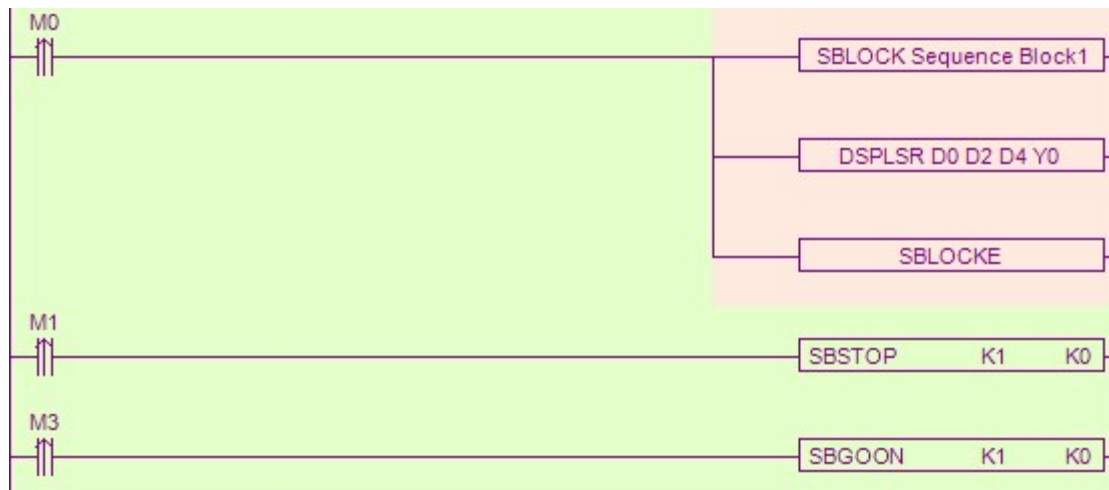 M0
SBLOCK Sequence Block1
DSPLSR D0 D2 D4 Y0
SBLOCKE
M1
SBSTOP K1 K0
M3
SBGOON K1 K0